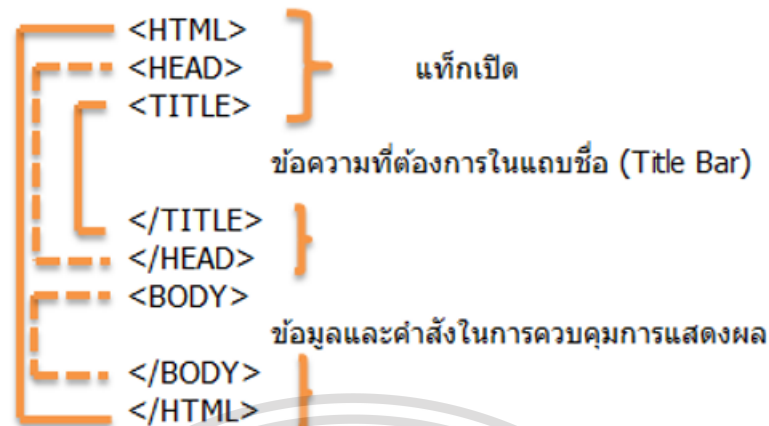 <HTML>
<HEAD> แท็กเปิด
<TITLE>
ข้อความที่ต้องการในแถบชื่อ (Title Bar)
</TITLE>
</HEAD>
<BODY>
ข้อมูลและคำสั่งในการควบคุมการแสดงผล
</BODY>
</HTML>